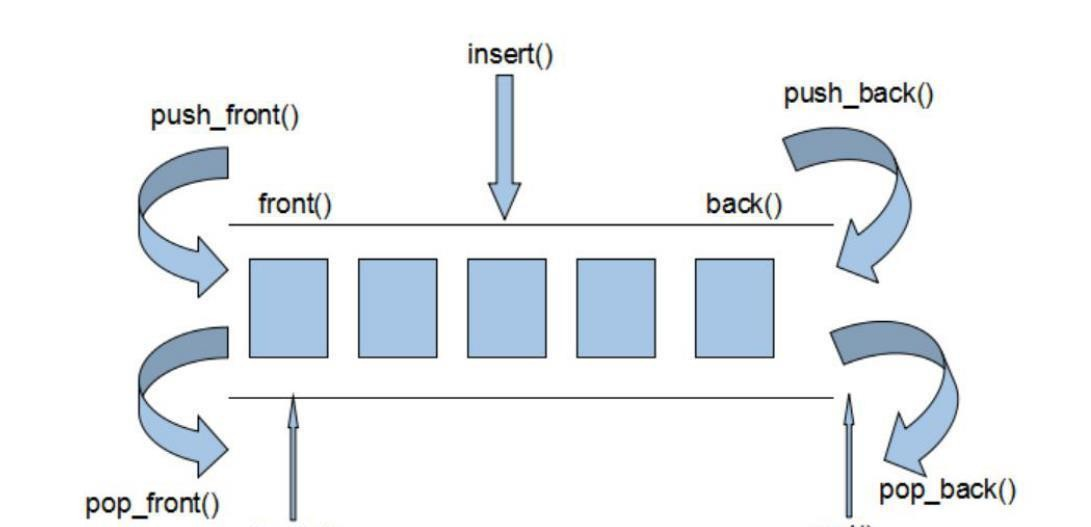 insert()
push_front()
push_back()
front()
back()
pop_front()
pop_back()